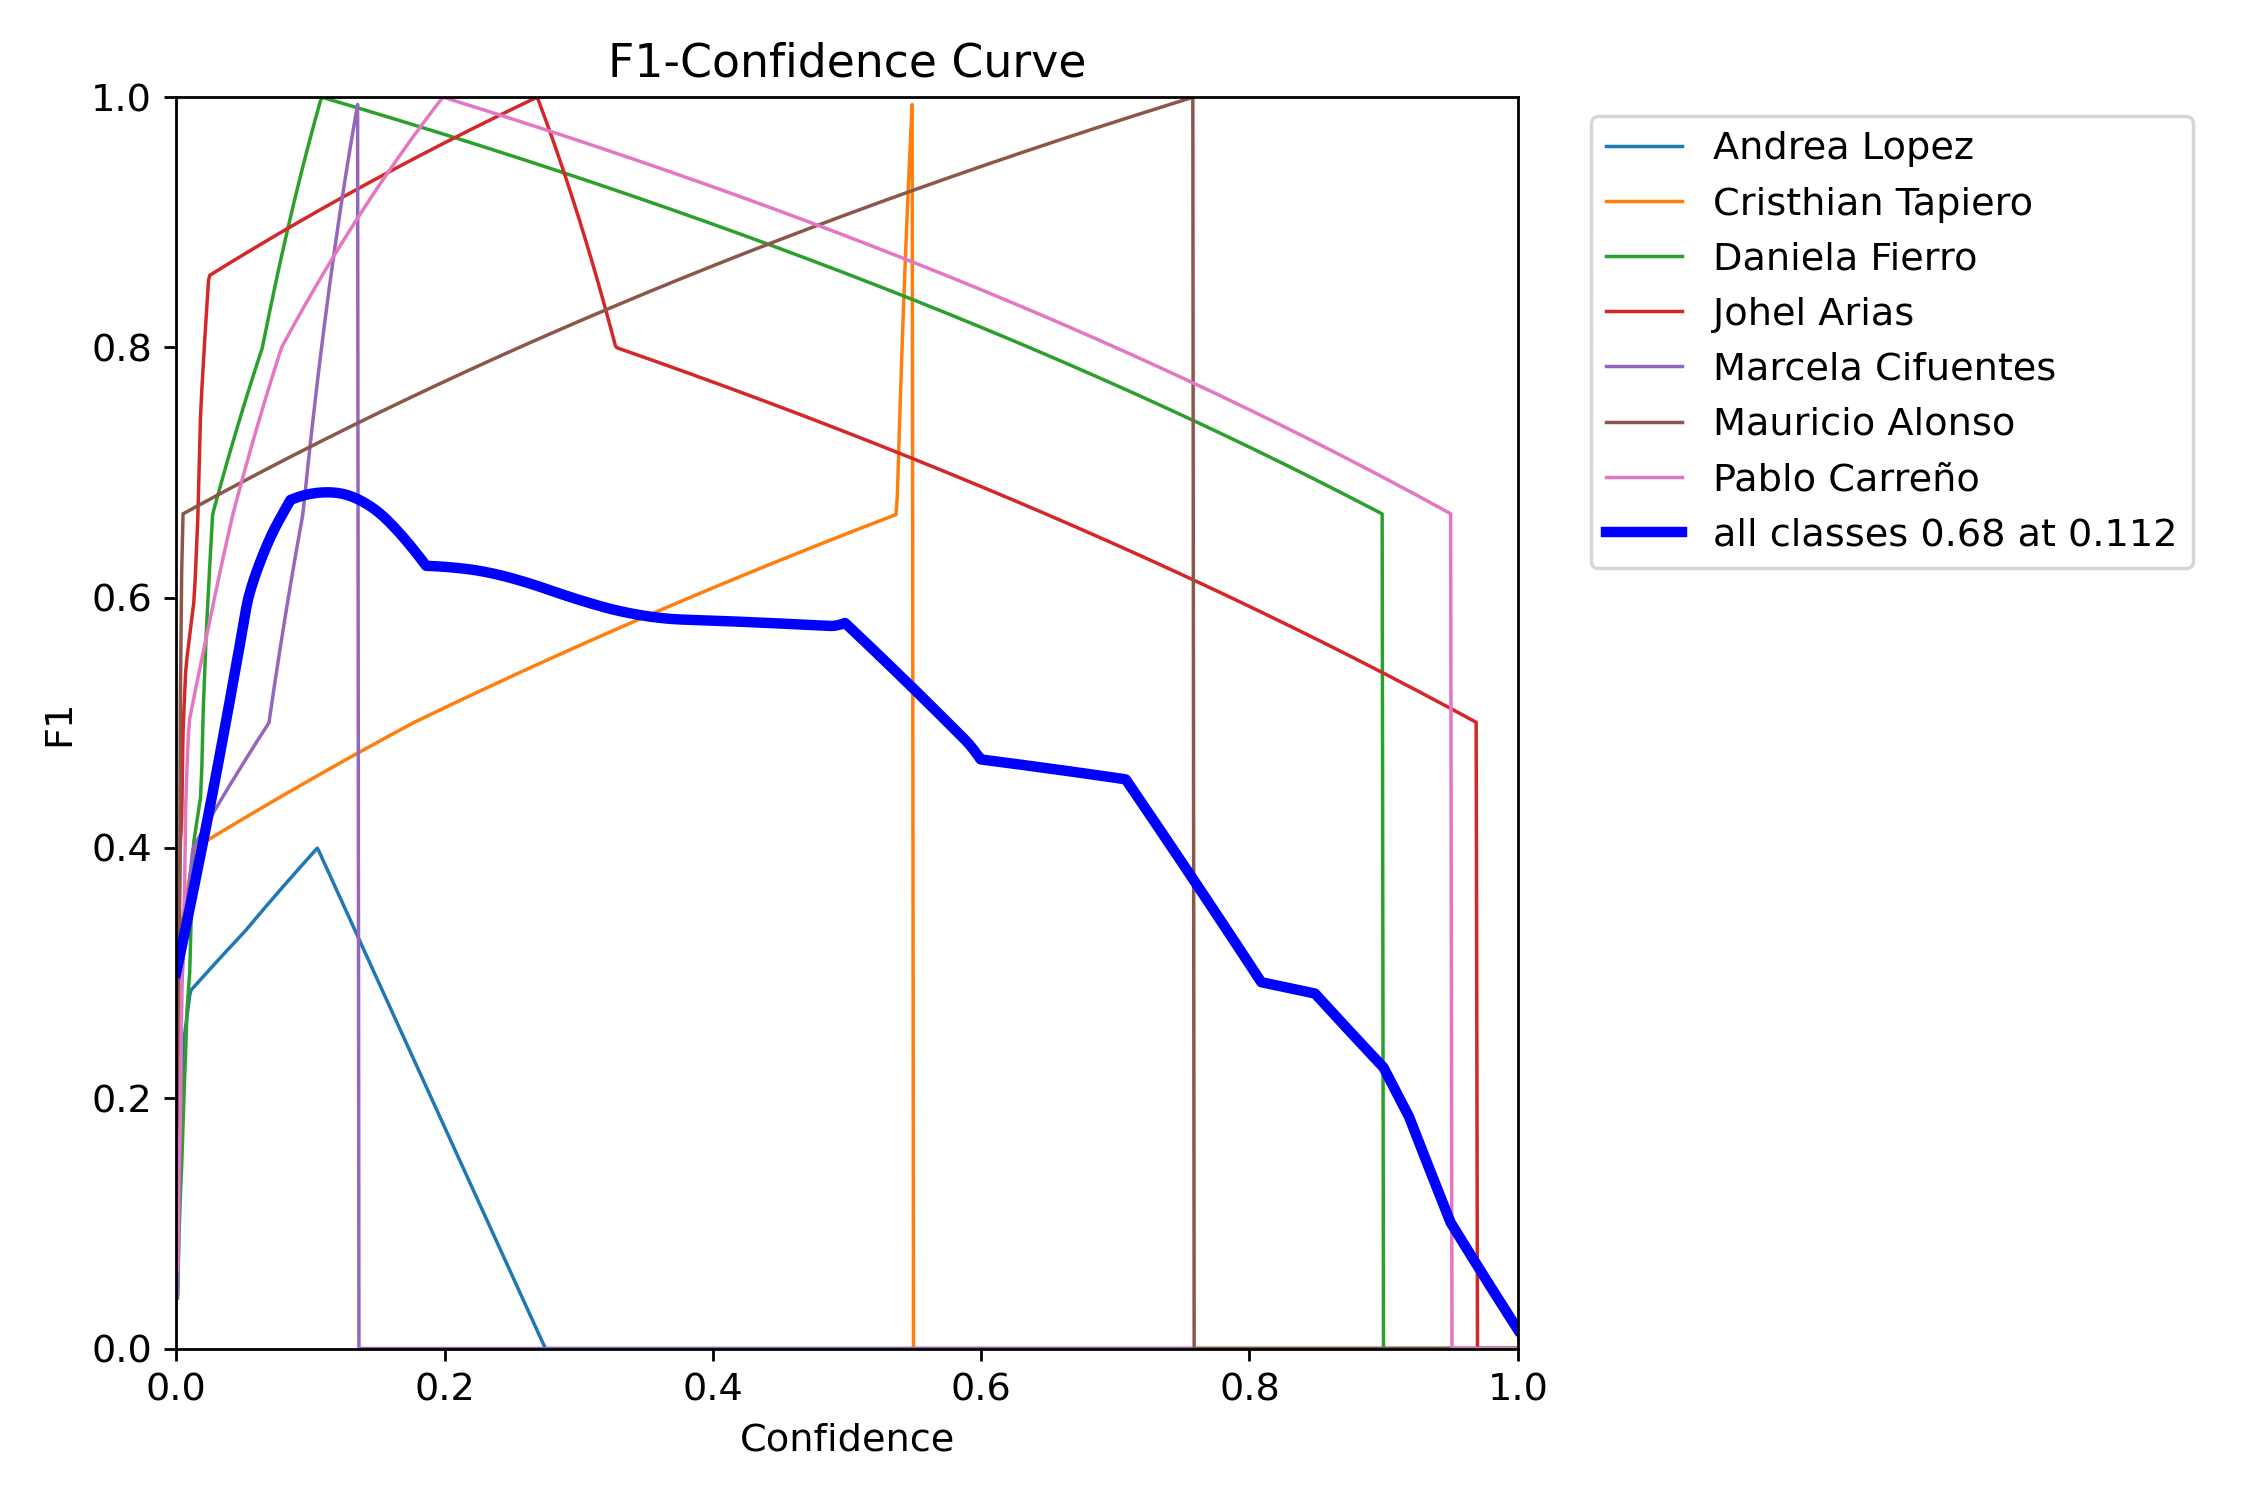 F1-Confidence Curve
1.0
0.8
0.6
0.4
0.2
0.0
F1
0.0 0.2 0.4 0.6 0.8 1.0
Confidence
Andrea Lopez
Cristhian Tapiero
Daniela Fierro
Johel Arias
Marcela Cifuentes
Mauricio Alonso
Pablo Carreño
all classes 0.68 at 0.112